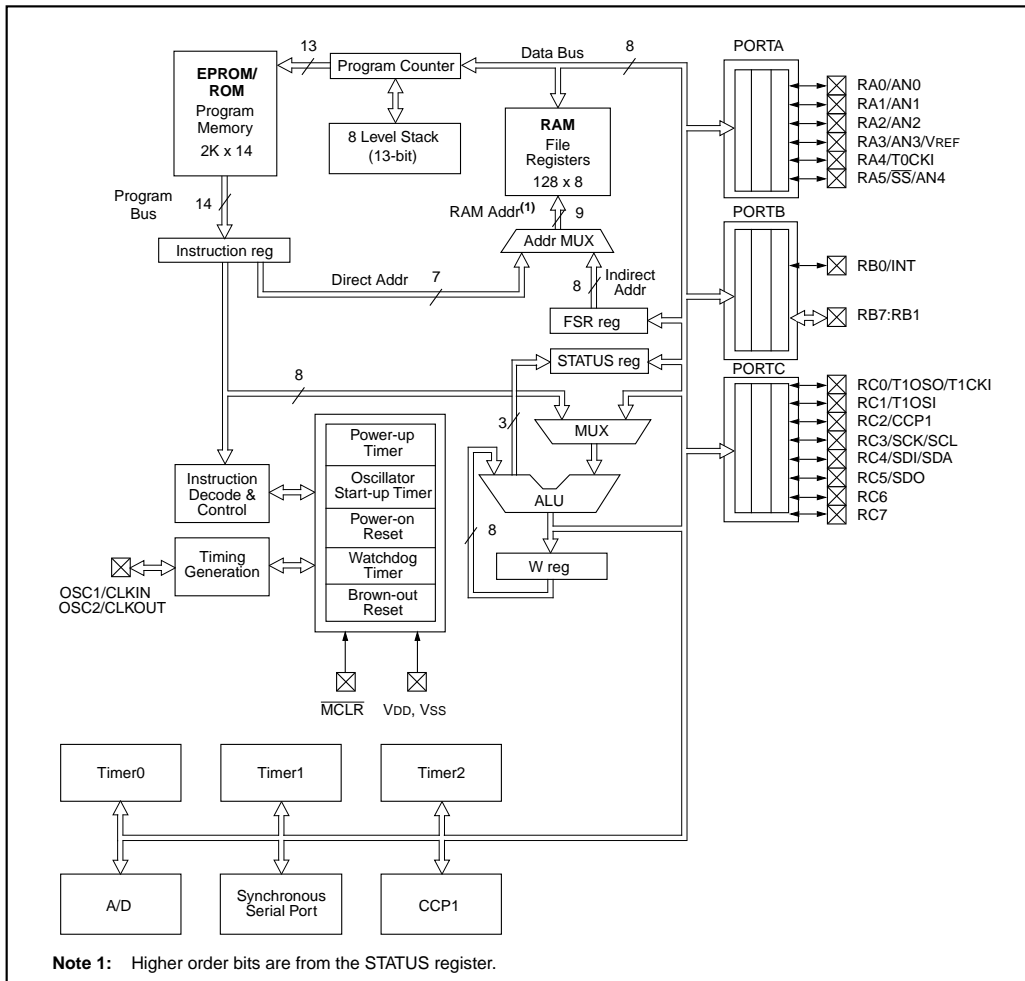 EPROM/
ROM
Program
Memory
2K x 14
13
Program Counter
8 Level Stack
(13-bit)
Data Bus
8
RAM
File
Registers
128 x 8
Program
Bus
14
RAM Addr(1)
9
Instruction reg
Addr MUX
Direct Addr
7
8
Indirect
Addr
FSR reg
STATUS reg
8
3
MUX
ALU
8
W reg
Power-up
Timer
Oscillator
Start-up Timer
Power-on
Reset
Watchdog
Timer
Brown-out
Reset
Instruction
Decode &
Control
Timing
Generation
OSC1/CLKIN
OSC2/CLKOUT
MCLR
VDD, VSS
PORTA
RA0/AN0
RA1/AN1
RA2/AN2
RA3/AN3/VREF
RA4/T0CKI
RA5/SS/AN4
PORTB
RB0/INT
RB7:RB1
PORTC
RC0/T1OSO/T1CKI
RC1/T1OSI
RC2/CCP1
RC3/SCK/SCL
RC4/SDI/SDA
RC5/SDO
RC6
RC7
Timer0
Timer1
Timer2
A/D
Synchronous
Serial Port
CCP1
Note 1: Higher order bits are from the STATUS register.